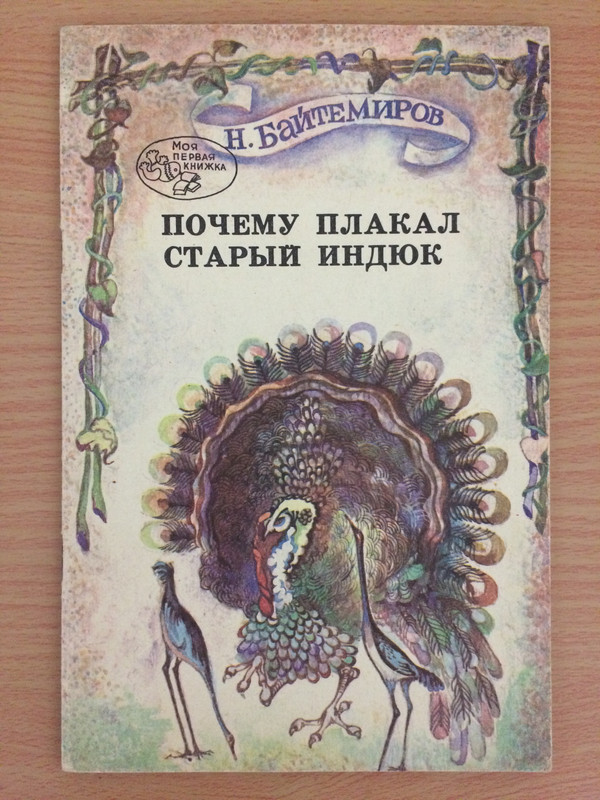 Н. БАЙТЕМИРОВ
МОЯ
ПЕРВАЯ
КНИЖКА
ПОЧЕМУ ПЛАКАЛ
СТАРЫЙ ИНДЮК